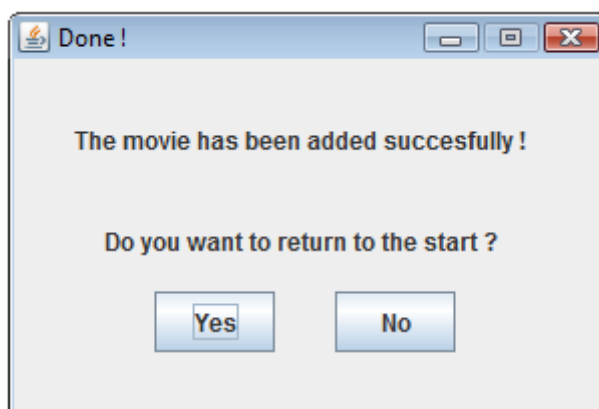 Done!
The movie has been added succesfully !
Do you want to return to the start ?
Yes No